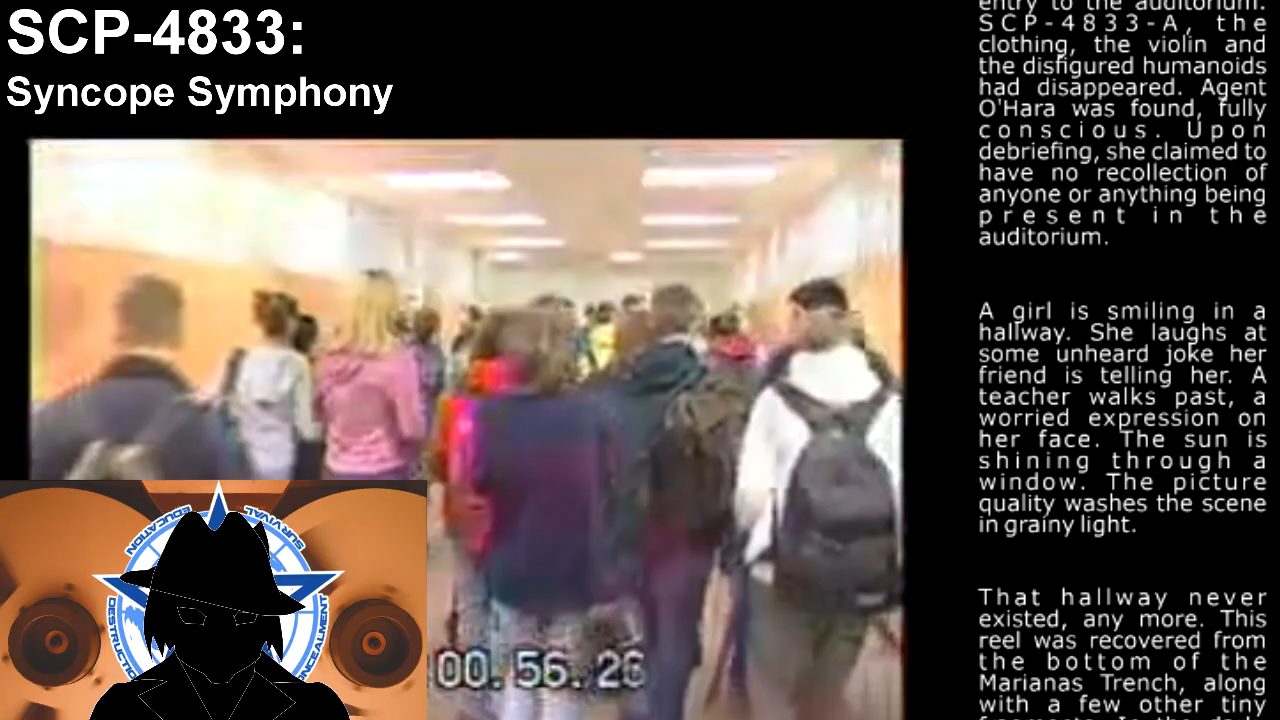 SCP-4833:
Syncope Symphony
entry to the auditorium.
SCP-4833-A, the
clothing, the violin and
the disfigured humanoids
had disappeared. Agent
O'Hara was found, fully
conscious. Upon
debriefing, she claimed to
have no recollection of
anyone or anything being
present in the
auditorium.
A girl is smiling in a
hallway. She laughs at
some unheard joke her
friend is telling her. A
teacher walks past, a
worried expression on
her face. The sun is
shining through a
window. The picture
quality washes the scene
in grainy light.
That hallway never
existed, any more. This
reel was recovered from
the bottom of the
Marianas Trench, along
with a few other tiny
00.56.26
EDUCATION
SURVIVAL